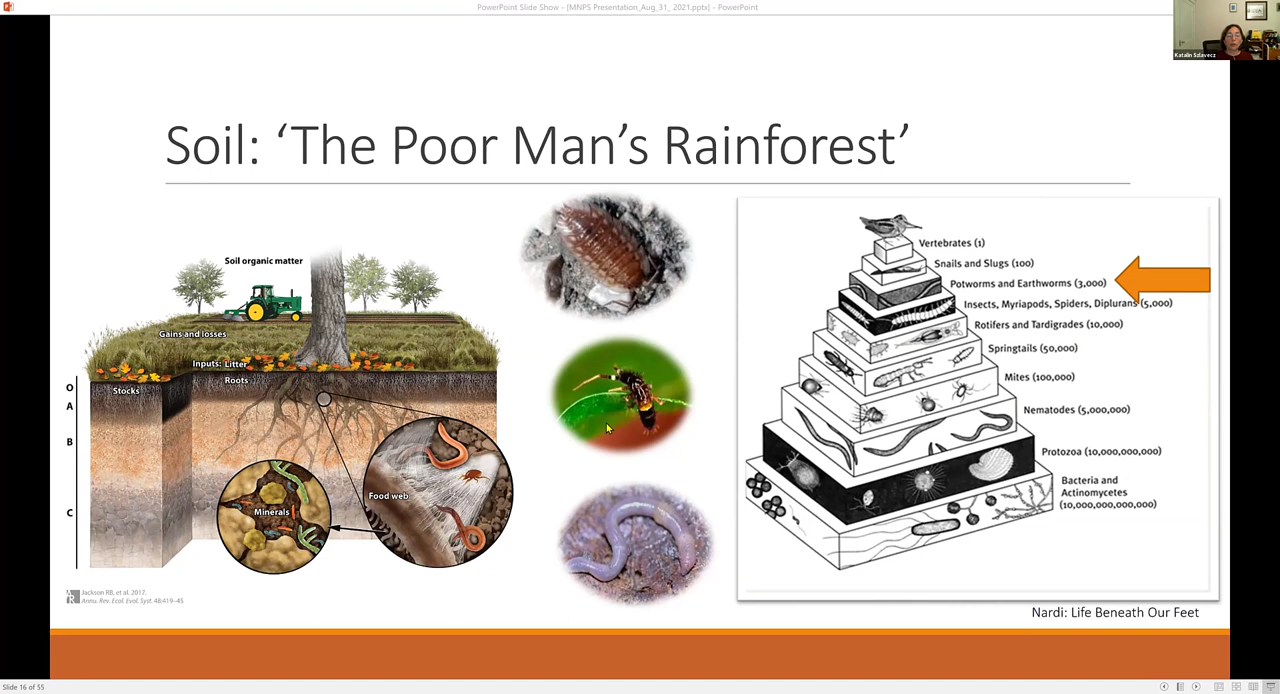 PowerPoint Slide Show - [MNPS Presentation_Aug_31, 2021.pptx] - PowerPoint
Katalin Szlavecz
Soil: ‘The Poor Man’s Rainforest’
Soil organic matter
Gains and losses
Inputs: Litter
Roots
Stocks
O
A
B
C
Minerals
Food web
AR
Jackson RB, et al. 2017.
Annu. Rev. Ecol. Evol. Syst. 48:419–45
Vertebrates (1)
Snails and Slugs (100)
Potworms and Earthworms (3,000)
Insects, Myriapods, Spiders, Diplurans (5,000)
Rotifers and Tardigrades (10,000)
Springtails (50,000)
Mites (100,000)
Nematodes (5,000,000)
Protozoa (10,000,000,000)
Bacteria and
Actinomycetes
(10,000,000,000,000)
Nardi: Life Beneath Our Feet
Slide 16 of 55